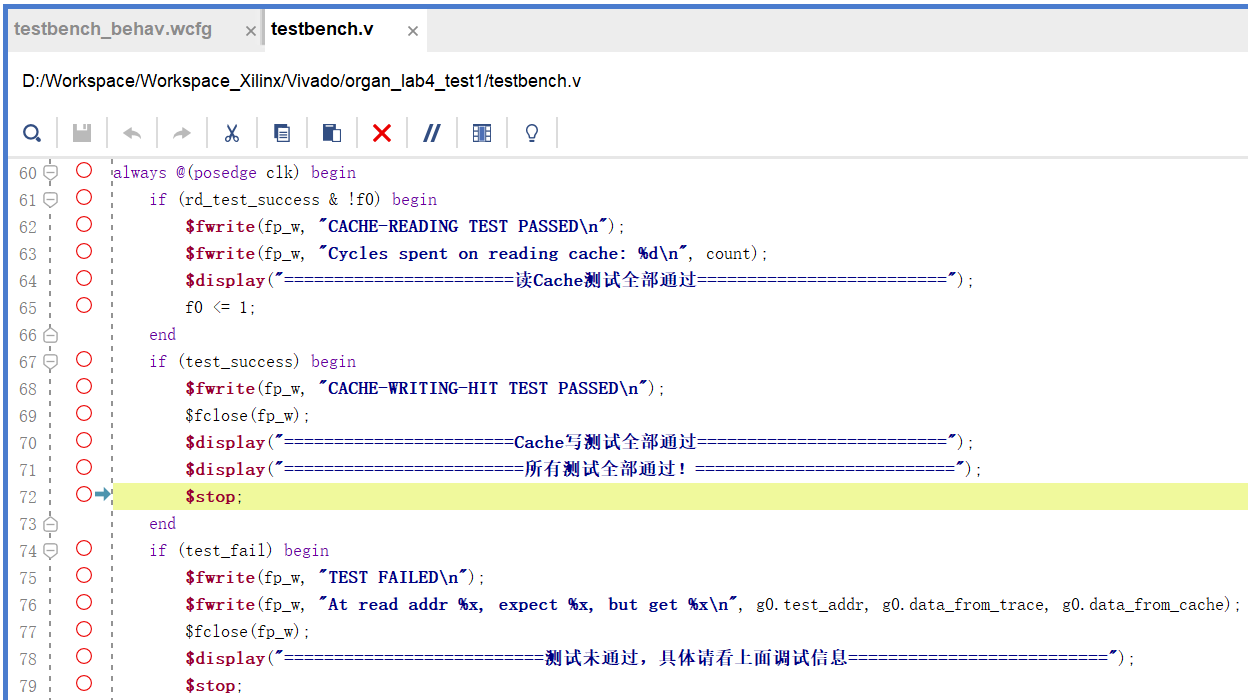 testbench_behav.wcfg × testbench.v ×
D:/Workspace/Workspace_Xilinx/Vivado/organ_lab4_test1/testbench.v
60 always @(posedge clk) begin
61 if (rd_test_success & !f0) begin
62 $fwrite(fp_w, "CACHE-READING TEST PASSED\n");
63 $fwrite(fp_w, "Cycles spent on reading cache: %d\n", count);
64 $display("=======================读Cache测试全部通过=========================");
65 f0 <= 1;
66 end
67 if (test_success) begin
68 $fwrite(fp_w, "CACHE-WRITING-HIT TEST PASSED\n");
69 $fclose(fp_w);
70 $display("=======================Cache写测试全部通过=========================");
71 $display("========================所有测试全部通过！==========================");
72 $stop;
73 end
74 if (test_fail) begin
75 $fwrite(fp_w, "TEST FAILED\n");
76 $fwrite(fp_w, "At read addr %x, expect %x, but get %x\n", g0.test_addr, g0.data_from_trace, g0.data_from_cache);
77 $fclose(fp_w);
78 $display("==========================测试未通过，具体请看上面调试信息==========================");
79 $stop;